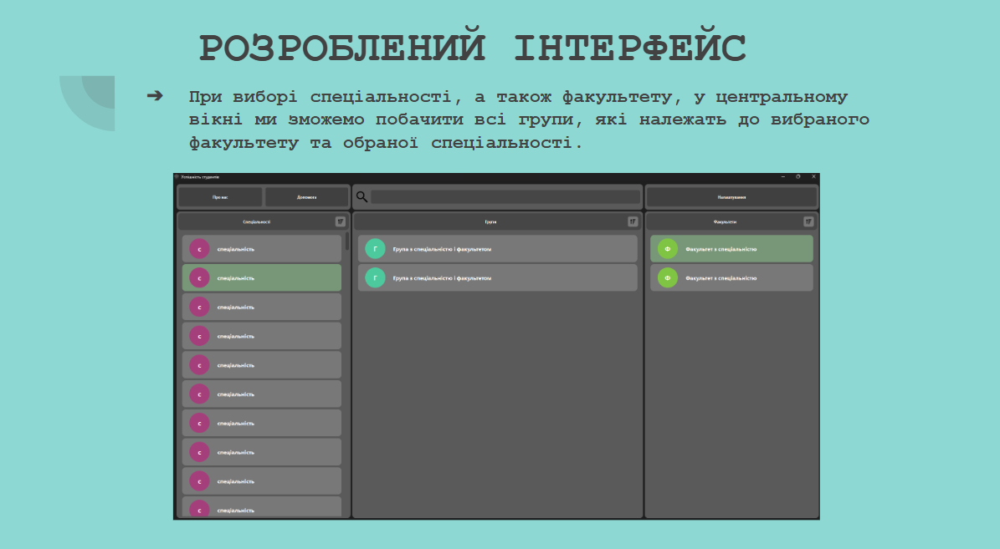 РОЗРОБЛЕНИЙ ІНТЕРФЕЙС
➔ При виборі спеціальності, а також факультету, у центральному
вікні ми зможемо побачити всі групи, які належать до вибраного
факультету та обраної спеціальності.
Успішність студентів
Про нас
Допомога
Налаштування
Спеціальності
Групи
Факультети
С спеціальність
Г Група з спеціальністю і факультетом
Ф Факультет з спеціальністю
С спеціальність
Г Група з спеціальністю і факультетом
Ф Факультет з спеціальністю
С спеціальність
С спеціальність
С спеціальність
С спеціальність
С спеціальність
С спеціальність
С спеціальність
С спеціальність